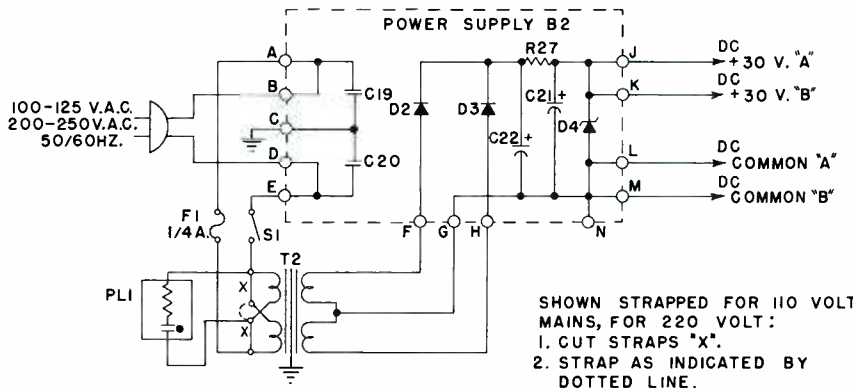 POWER SUPPLY B2
A
B
C
D
E
C19
C20
100-125 V.A.C.
200-250V.A.C.
50/60HZ.
R27
D2
D3
C21 +
C22 +
D4
J
K
L
M
DC
+30 V. "A"
DC
+30 V. "B"
DC
COMMON "A"
DC
COMMON "B"
F
G
H
N
F1
1/4A.
S1
T2
PL1
X
X
SHOWN STRAPPED FOR 110 VOLT
MAINS, FOR 220 VOLT:
1. CUT STRAPS "X".
2. STRAP AS INDICATED BY
DOTTED LINE.